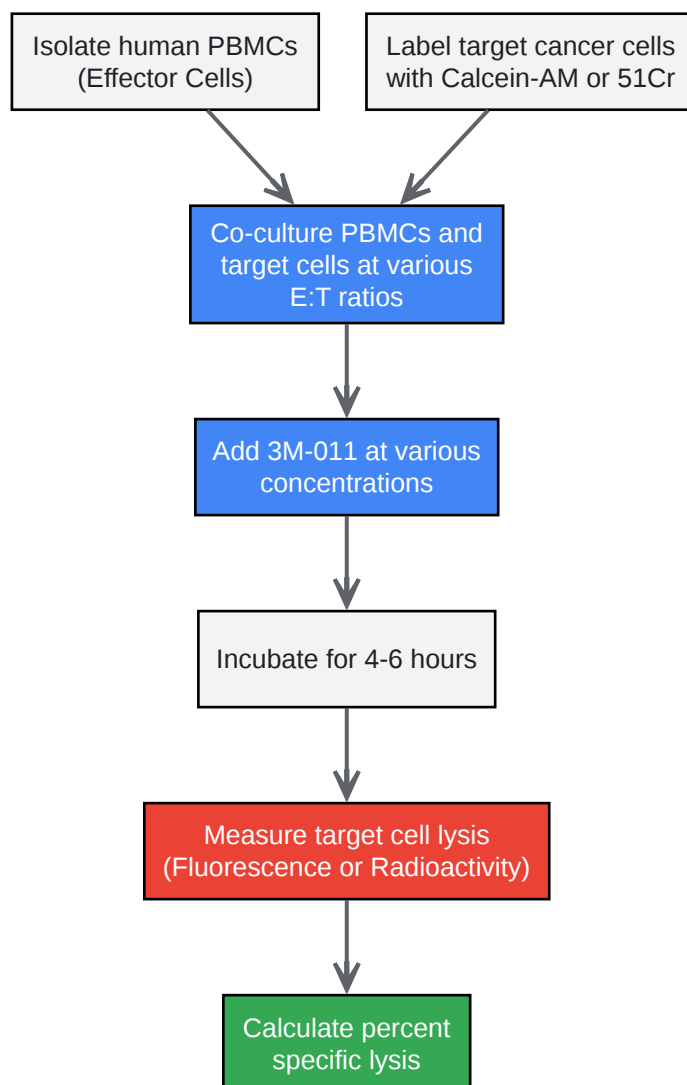 Isolate human PBMCs
(Effector Cells)
Label target cancer cells
with Calcein-AM or 51Cr
Co-culture PBMCs and
target cells at various
E:T ratios
Add 3M-011 at various
concentrations
Incubate for 4-6 hours
Measure target cell lysis
(Fluorescence or Radioactivity)
Calculate percent
specific lysis